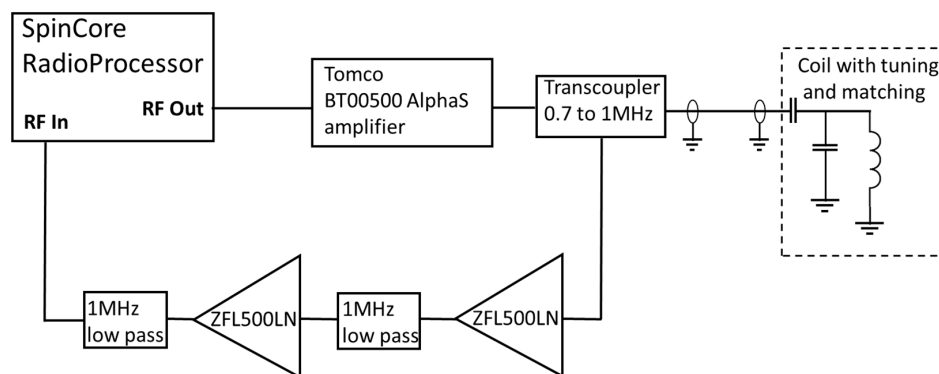 SpinCore
RadioProcessor
RF Out
RF In
Tomco
BT00500 AlphaS
amplifier
Transcoupler
0.7 to 1MHz
Coil with tuning
and matching
1MHz
low pass
ZFL500LN
1MHz
low pass
ZFL500LN